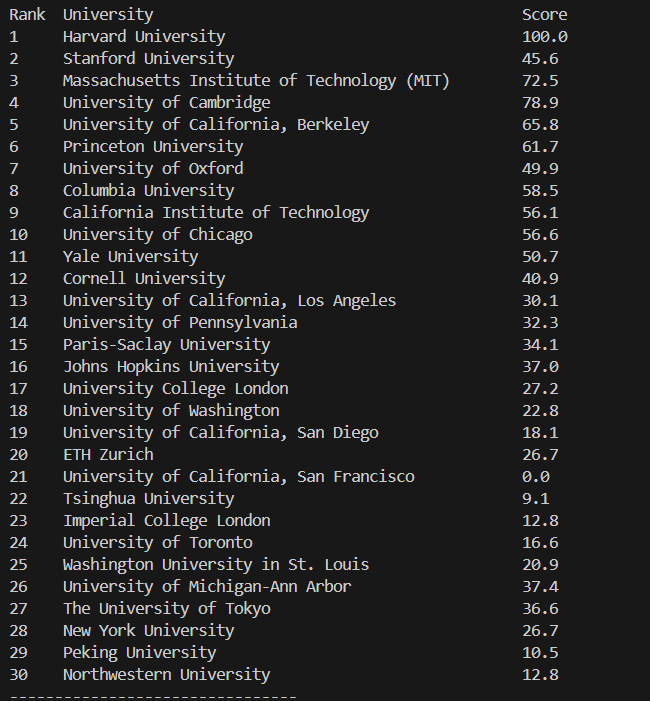 Rank University Score
1 Harvard University 100.0
2 Stanford University 45.6
3 Massachusetts Institute of Technology (MIT) 72.5
4 University of Cambridge 78.9
5 University of California, Berkeley 65.8
6 Princeton University 61.7
7 University of Oxford 49.9
8 Columbia University 58.5
9 California Institute of Technology 56.1
10 University of Chicago 56.6
11 Yale University 50.7
12 Cornell University 40.9
13 University of California, Los Angeles 30.1
14 University of Pennsylvania 32.3
15 Paris-Saclay University 34.1
16 Johns Hopkins University 37.0
17 University College London 27.2
18 University of Washington 22.8
19 University of California, San Diego 18.1
20 ETH Zurich 26.7
21 University of California, San Francisco 0.0
22 Tsinghua University 9.1
23 Imperial College London 12.8
24 University of Toronto 16.6
25 Washington University in St. Louis 20.9
26 University of Michigan-Ann Arbor 37.4
27 The University of Tokyo 36.6
28 New York University 26.7
29 Peking University 10.5
30 Northwestern University 12.8
--------------------------------